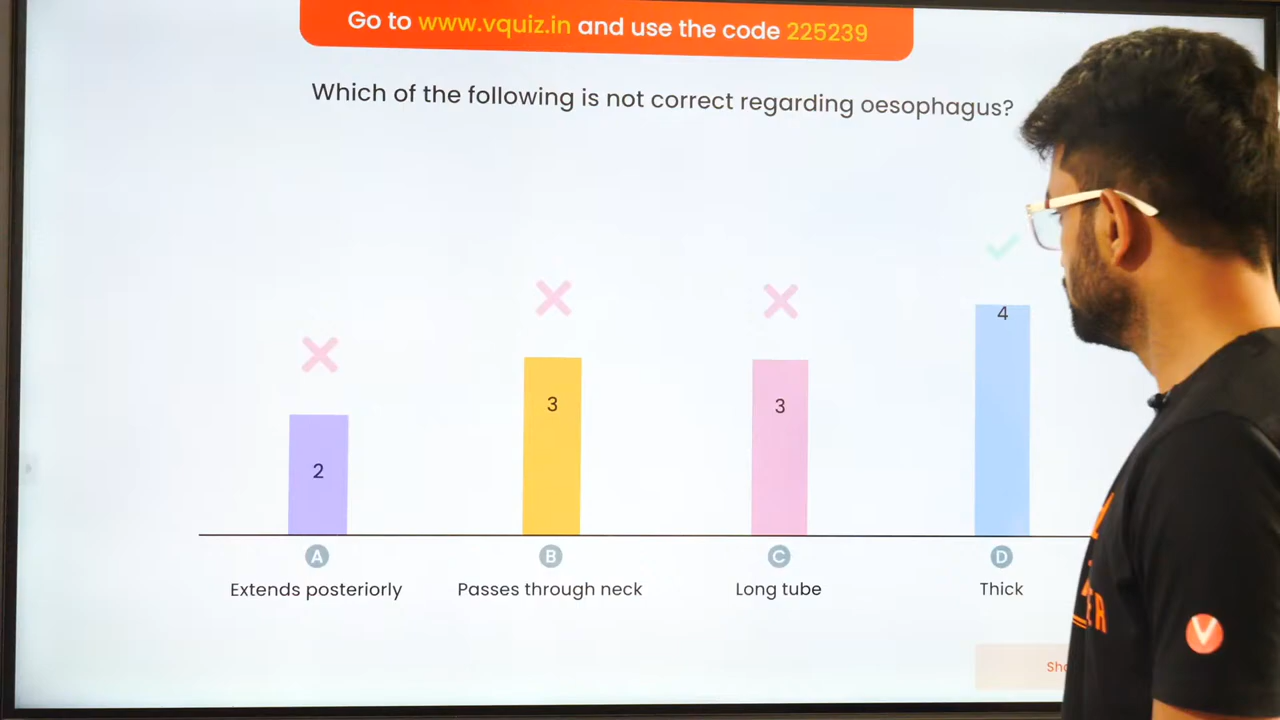 Go to www.vquiz.in and use the code 225239
Which of the following is not correct regarding oesophagus?
2
3
3
4
A
B
C
D
Extends posteriorly
Passes through neck
Long tube
Thick
V